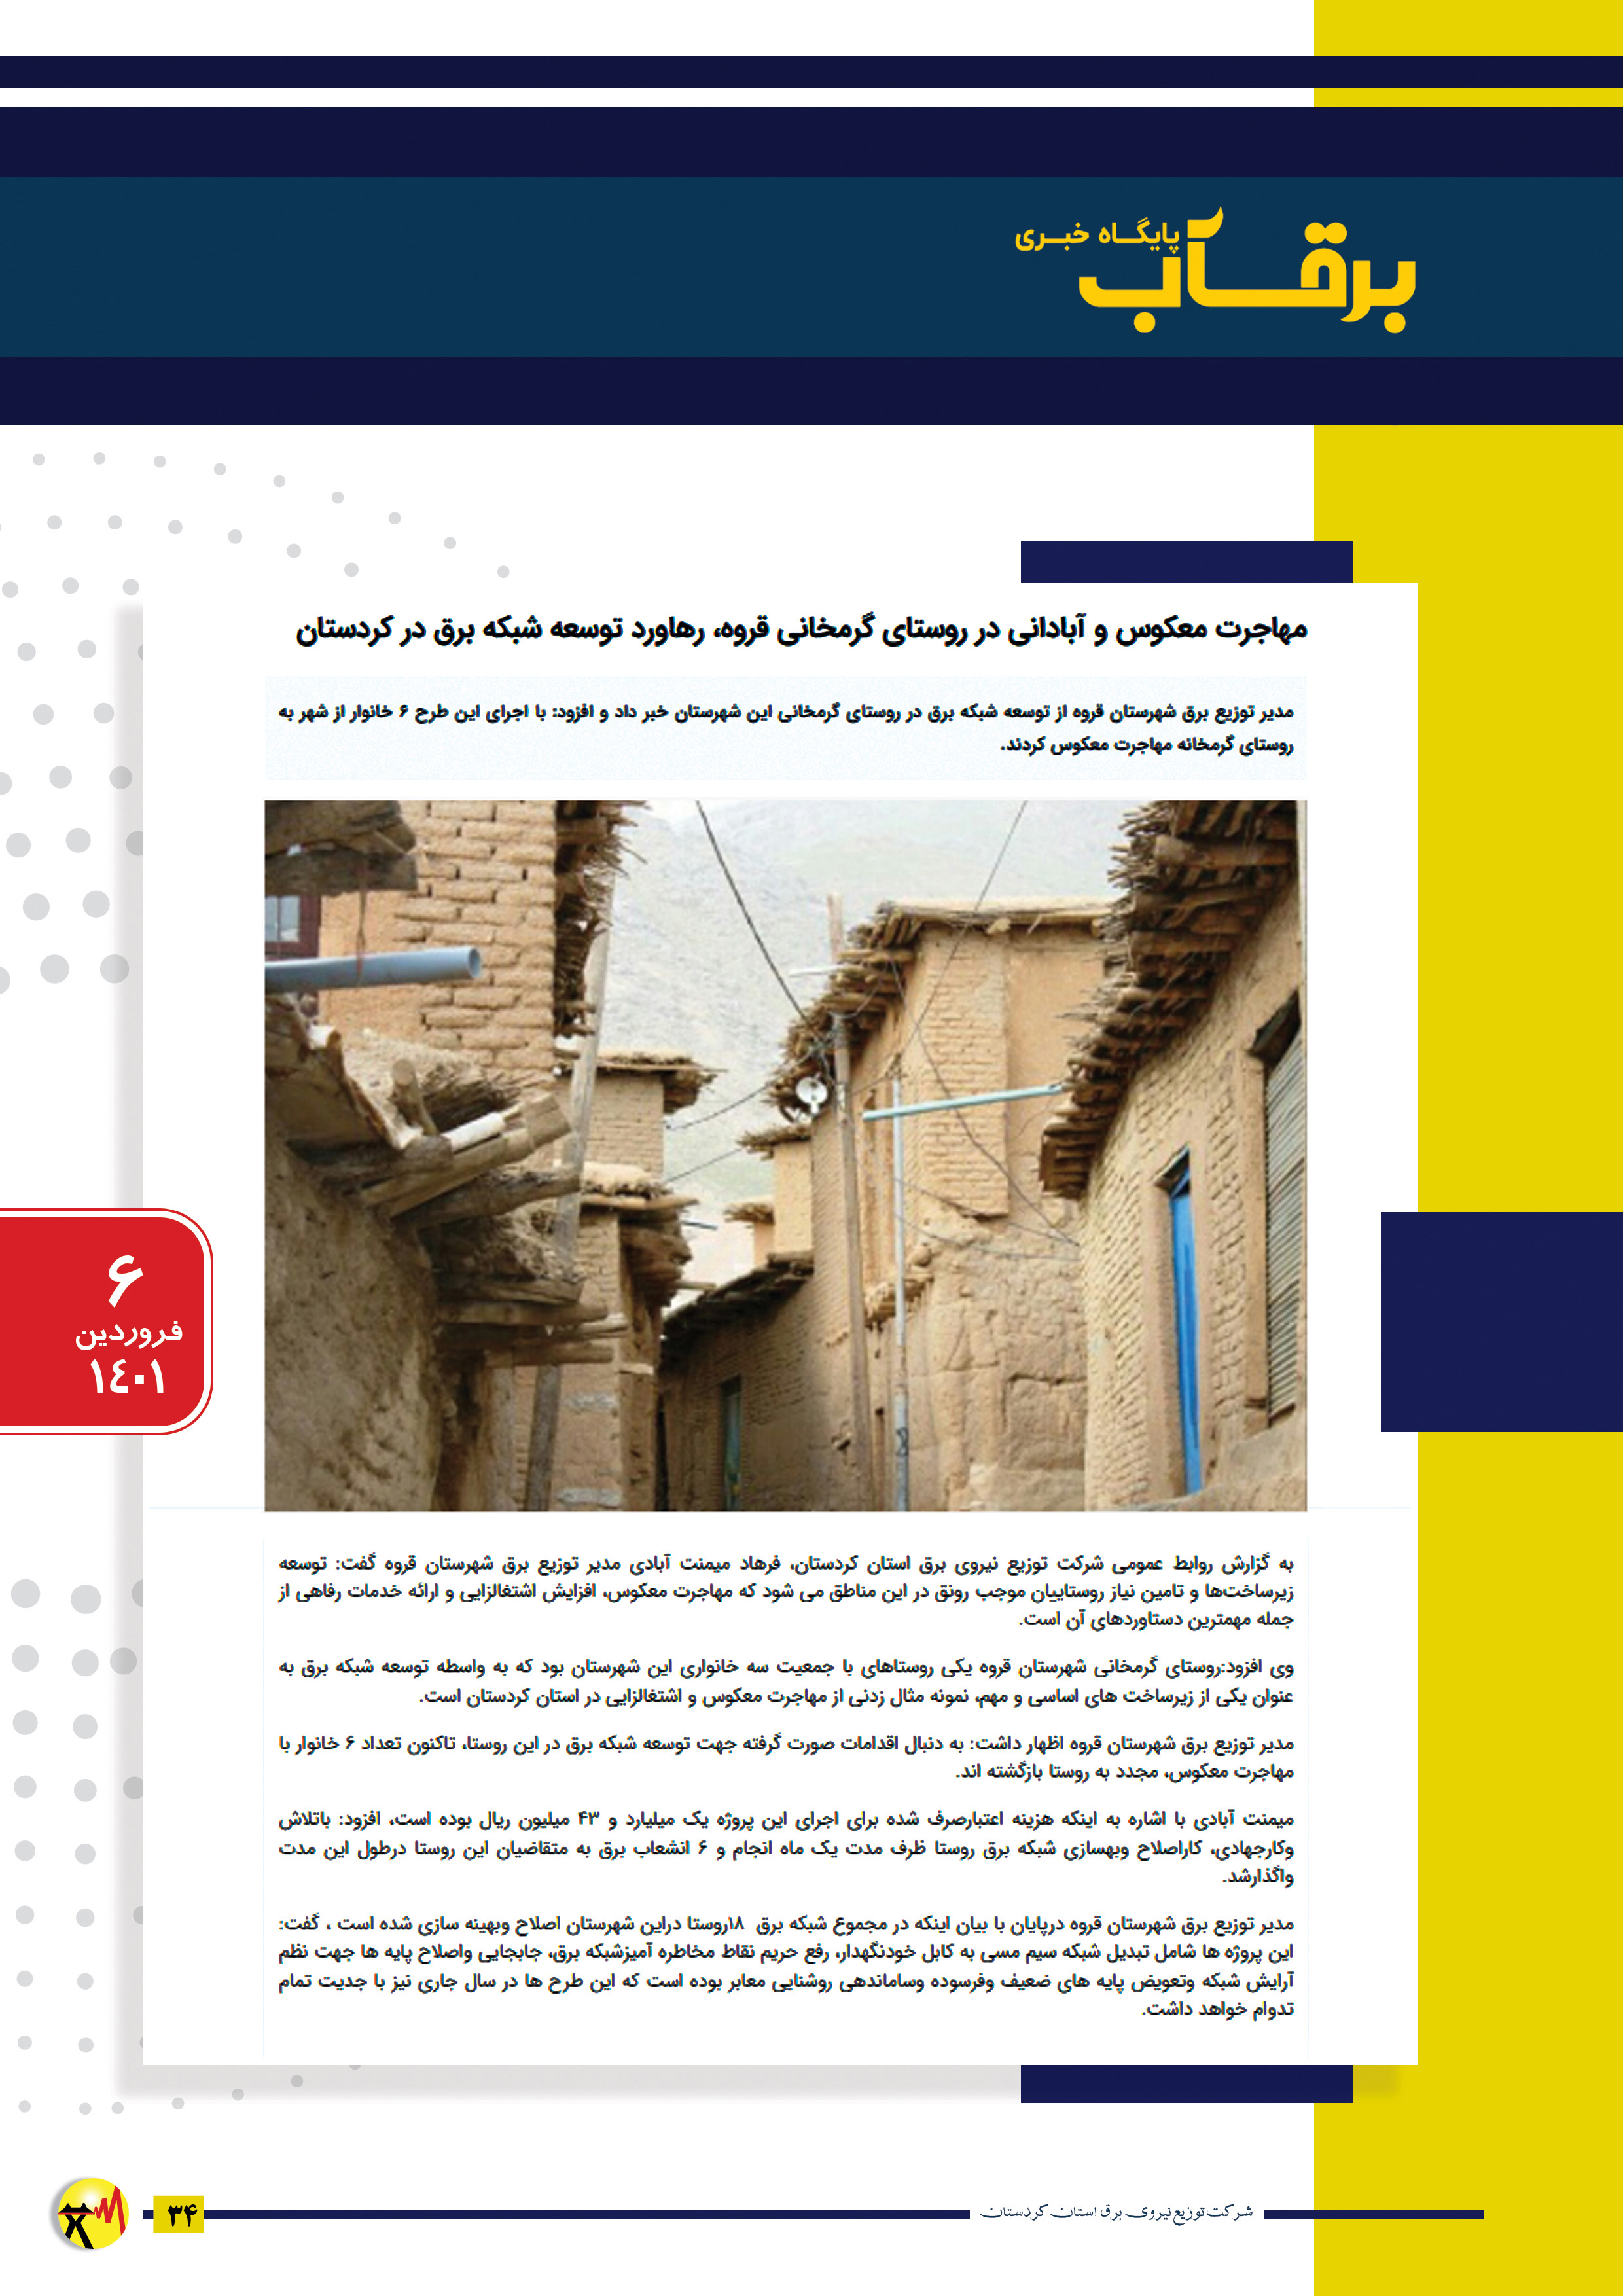 برقآب
پایگاه خبری
مهاجرت معکوس و آبادانی در روستای گرمخانی قروه، رهاورد توسعه شبکه برق در کردستان
مدیر توزیع برق شهرستان قروه از توسعه شبکه برق در روستای گرمخانی این شهرستان خبر داد و افزود: با اجرای این طرح ۶ خانوار از شهر به
روستای گرمخانه مهاجرت معکوس کردند.
۶
فروردین
۱٤۰۱
به گزارش روابط عمومی شرکت توزیع نیروی برق استان کردستان، فرهاد میمنت آبادی مدیر توزیع برق شهرستان قروه گفت: توسعه
زیرساخت‌ها و تامین نیاز روستاییان موجب رونق در این مناطق می شود که مهاجرت معکوس، افزایش اشتغالزایی و ارائه خدمات رفاهی از
جمله مهمترین دستاوردهای آن است.
وی افزود:روستای گرمخانی شهرستان قروه یکی روستاهای با جمعیت سه خانواری این شهرستان بود که به واسطه توسعه شبکه برق به
عنوان یکی از زیرساخت های اساسی و مهم، نمونه مثال زدنی از مهاجرت معکوس و اشتغالزایی در استان کردستان است.
مدیر توزیع برق شهرستان قروه اظهار داشت: به دنبال اقدامات صورت گرفته جهت توسعه شبکه برق در این روستا، تاکنون تعداد ۶ خانوار با
مهاجرت معکوس، مجدد به روستا بازگشته اند.
میمنت آبادی با اشاره به اینکه هزینه اعتبارصرف شده برای اجرای این پروژه یک میلیارد و ۴۳ میلیون ریال بوده است، افزود: باتلاش
وکارجهادی، کاراصلاح وبهسازی شبکه برق روستا ظرف مدت یک ماه انجام و ۶ انشعاب برق به متقاضیان این روستا درطول این مدت
واگذارشد.
مدیر توزیع برق شهرستان قروه درپایان با بیان اینکه در مجموع شبکه برق ۱۸روستا دراین شهرستان اصلاح وبهینه سازی شده است ، گفت:
این پروژه ها شامل تبدیل شبکه سیم مسی به کابل خودنگهدار، رفع حریم نقاط مخاطره آمیزشبکه برق، جابجایی واصلاح پایه ها جهت نظم
آرایش شبکه وتعویض پایه های ضعیف وفرسوده وساماندهی روشنایی معابر بوده است که این طرح ها در سال جاری نیز با جدیت تمام
تدوام خواهد داشت.
شرکت توزیع نیروی برق استان کردستان
۳۴